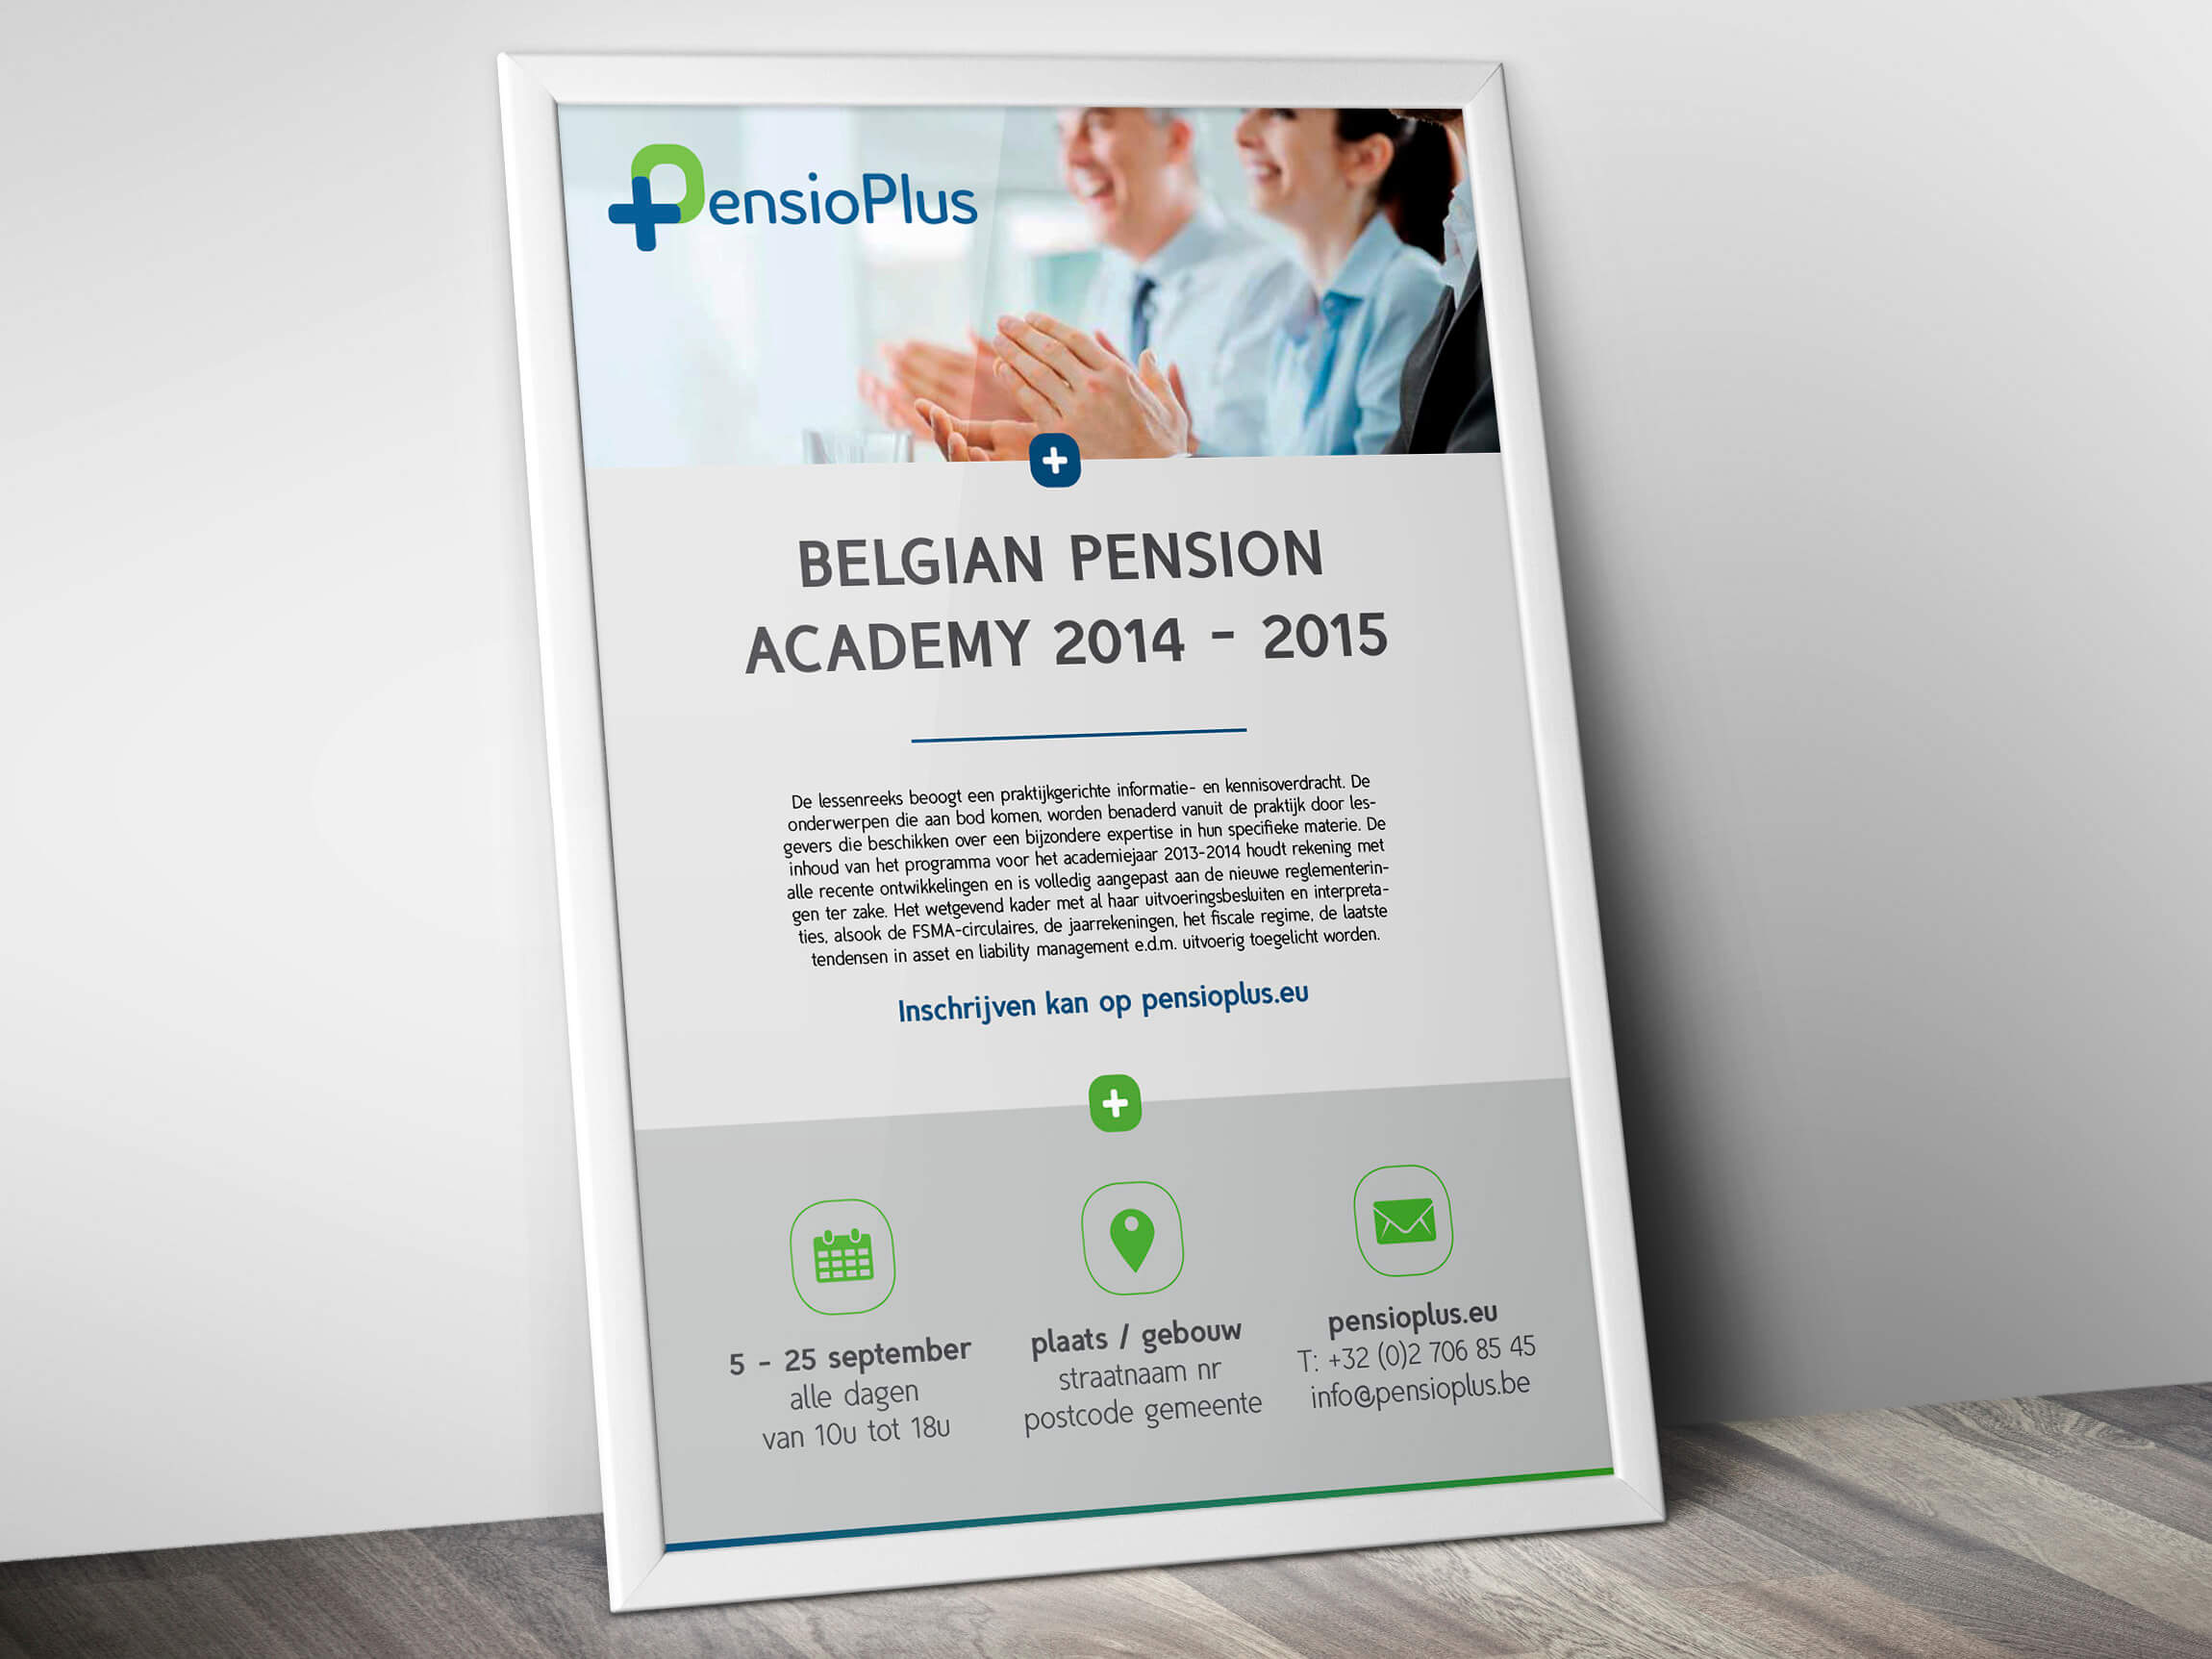 PensioPlus
BELGIAN PENSION
ACADEMY 2014 - 2015
De lessenreeks beoogt een praktijkgerichte informatie- en kennisoverdracht. De
onderwerpen die aan bod komen, worden benaderd vanuit de praktijk door les-
gevers die beschikken over een bijzondere expertise in hun specifieke materie. De
inhoud van het programma voor het academiejaar 2013-2014 houdt rekening met
alle recente ontwikkelingen en is volledig aangepast aan de nieuwe reglementerin-
gen ter zake. Het wetgevend kader met al haar uitvoeringsbesluiten en interpreta-
ties, alsook de FSMA-circulaires, de jaarrekeningen, het fiscale regime, de laatste
tendensen in asset en liability management e.d.m. uitvoerig toegelicht worden.
Inschrijven kan op pensioplus.eu
5 - 25 september
alle dagen
van 10u tot 18u
plaats / gebouw
straatnaam nr
postcode gemeente
pensioplus.eu
T: +32 (0)2 706 85 45
info@pensioplus.be